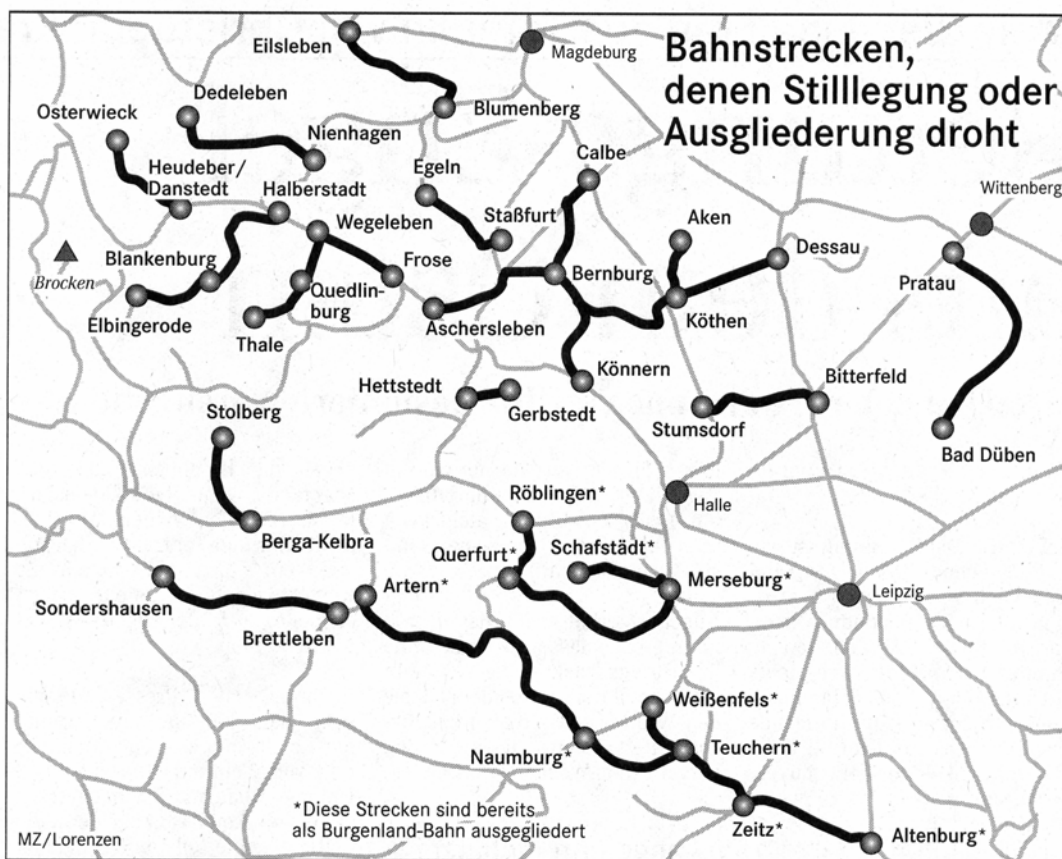 Bahnstrecken,
denen Stilllegung oder
Ausgliederung droht
Eilsleben
Magdeburg
Dedeleben
Blumenberg
Osterwieck
Nienhagen
Calbe
Heudeber/
Danstedt
Halberstadt
Egeln
Wittenberg
Wegeleben
Staßfurt
Aken
Dessau
Brocken
Blankenburg
Frose
Bernburg
Pratau
Elbingerode
Quedlin-
burg
Aschersleben
Köthen
Thale
Könnern
Hettstedt
Gerbstedt
Bitterfeld
Stolberg
Stumsdorf
Bad Düben
Röblingen*
Halle
Berga-Kelbra
Querfurt*
Schafstädt*
Artern*
Merseburg*
Leipzig
Sondershausen
Brettleben
Weißenfels*
Naumburg*
Teuchern*
*Diese Strecken sind bereits
als Burgenland-Bahn ausgegliedert
Zeitz*
Altenburg*
MZ/Lorenzen